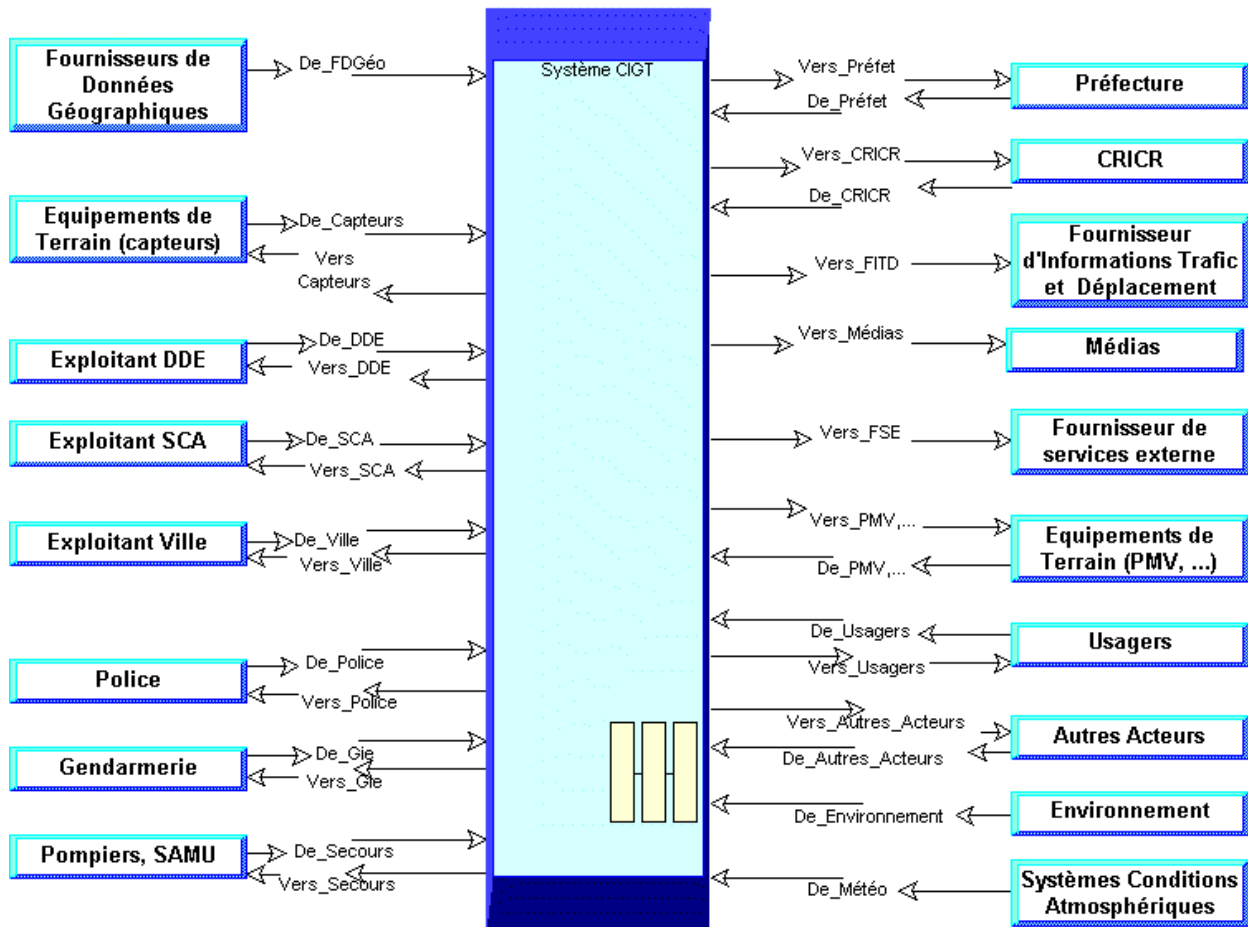 Fournisseurs de
Données
Géographiques
De_FDGéo
Système CIGT
Vers_Préfet
De_Préfet
Préfecture
Vers_CRICR
De_CRICR
CRICR
Equipements de
Terrain (capteurs)
De_Capteurs
Vers
Capteurs
Vers_FITD
Fournisseur
d'Informations Trafic
et Déplacement
Exploitant DDE
De_DDE
Vers_DDE
Vers_Médias
Médias
Exploitant SCA
De_SCA
Vers_SCA
Vers_FSE
Fournisseur de
services externe
Exploitant Ville
De_Ville
Vers_Ville
Vers_PMV,...
De_PMV,...
Equipements de
Terrain (PMV, ...)
Police
De_Police
Vers_Police
De_Usagers
Vers_Usagers
Usagers
Gendarmerie
De_Gie
Vers_Gie
Vers_Autres_Acteurs
De_Autres_Acteurs
Autres Acteurs
De_Environnement
Environnement
Pompiers, SAMU
De_Secours
Vers_Secours
De_Météo
Systèmes Conditions
Atmosphériques